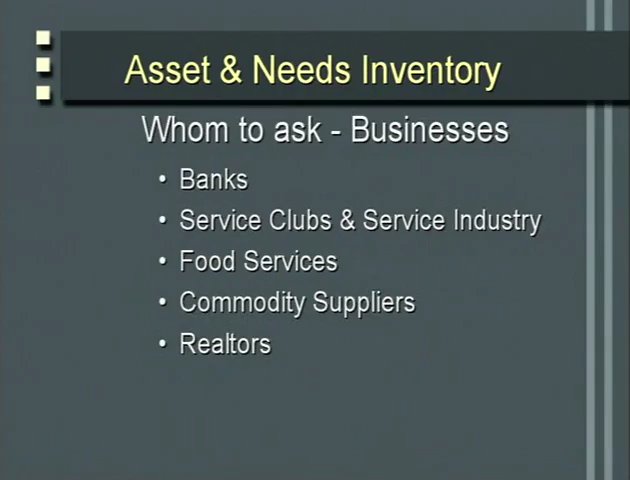 Asset & Needs Inventory
Whom to ask - Businesses
• Banks
• Service Clubs & Service Industry
• Food Services
• Commodity Suppliers
• Realtors